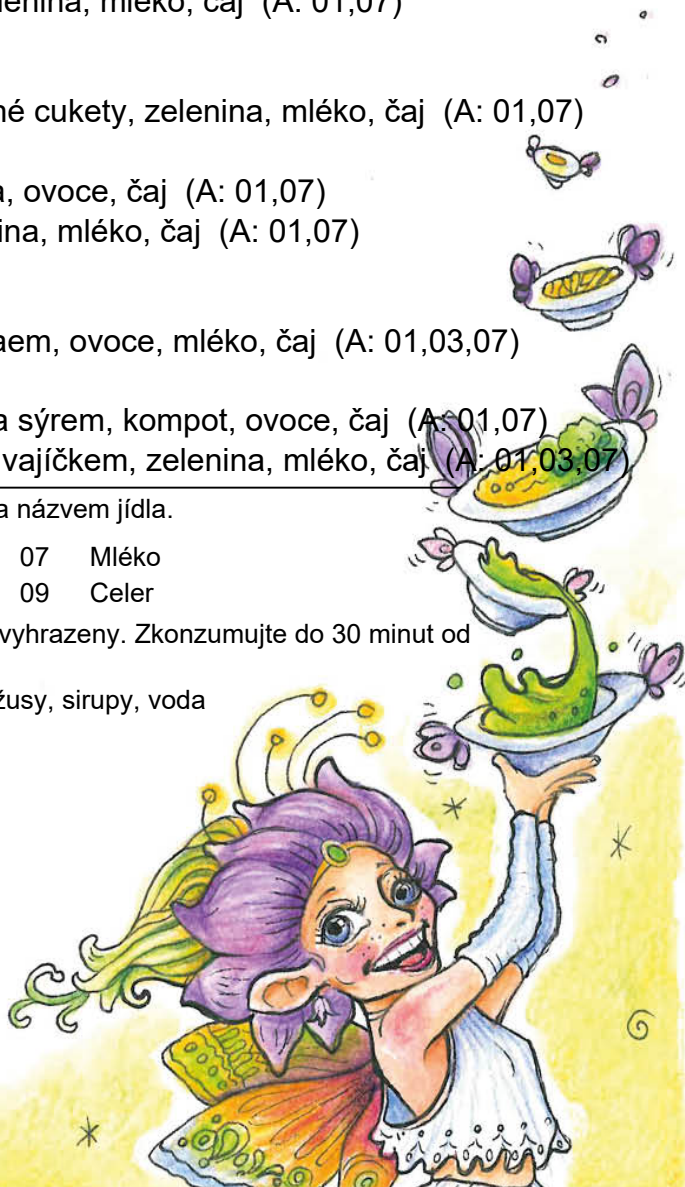 mléko, čaj (A: 01,07)
né cukety, zelenina, mléko, čaj (A: 01,07)
a, ovoce, čaj (A: 01,07)
ina, mléko, čaj (A: 01,07)
aem, ovoce, mléko, čaj (A: 01,03,07)
a sýrem, kompot, ovoce, čaj (A: 01,07)
vajíčkem, zelenina, mléko, čaj (A: 01,03,07)
a názvem jídla.
07 Mléko
09 Celer
vyhrazeny. Zkonzumujte do 30 minut od
žusy, sirupy, voda